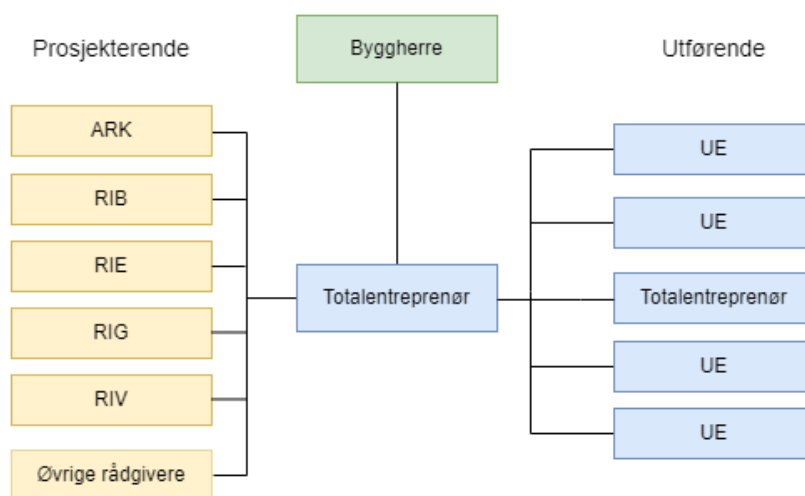 Prosjekterende
Byggherre
Utførende
ARK
RIB
RIE
RIG
RIV
Øvrige rådgivere
Totalentreprenør
UE
UE
Totalentreprenør
UE
UE